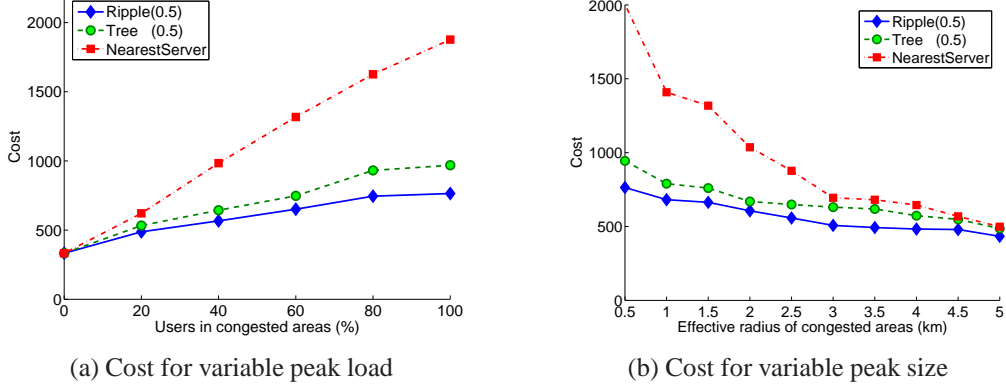 2000
1500
1000
500
0
Cost
0 20 40 60 80 100
Users in congested areas (%)
Ripple(0.5)
Tree (0.5)
NearestServer
(a) Cost for variable peak load
2000
1500
1000
500
0
Cost
0.5 1 1.5 2 2.5 3 3.5 4 4.5 5
Effective radius of congested areas (km)
Ripple(0.5)
Tree (0.5)
NearestServer
(b) Cost for variable peak size